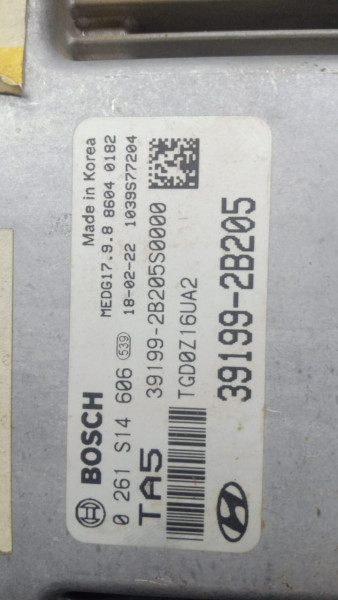 BOSCH Made in Korea
0 261 S14 606 539 MEDG17.9.8 8604 0182
18-02-22 1039S77204
TA5 39199-2B205S0000
TGD0Z16UA2
39199-2B205